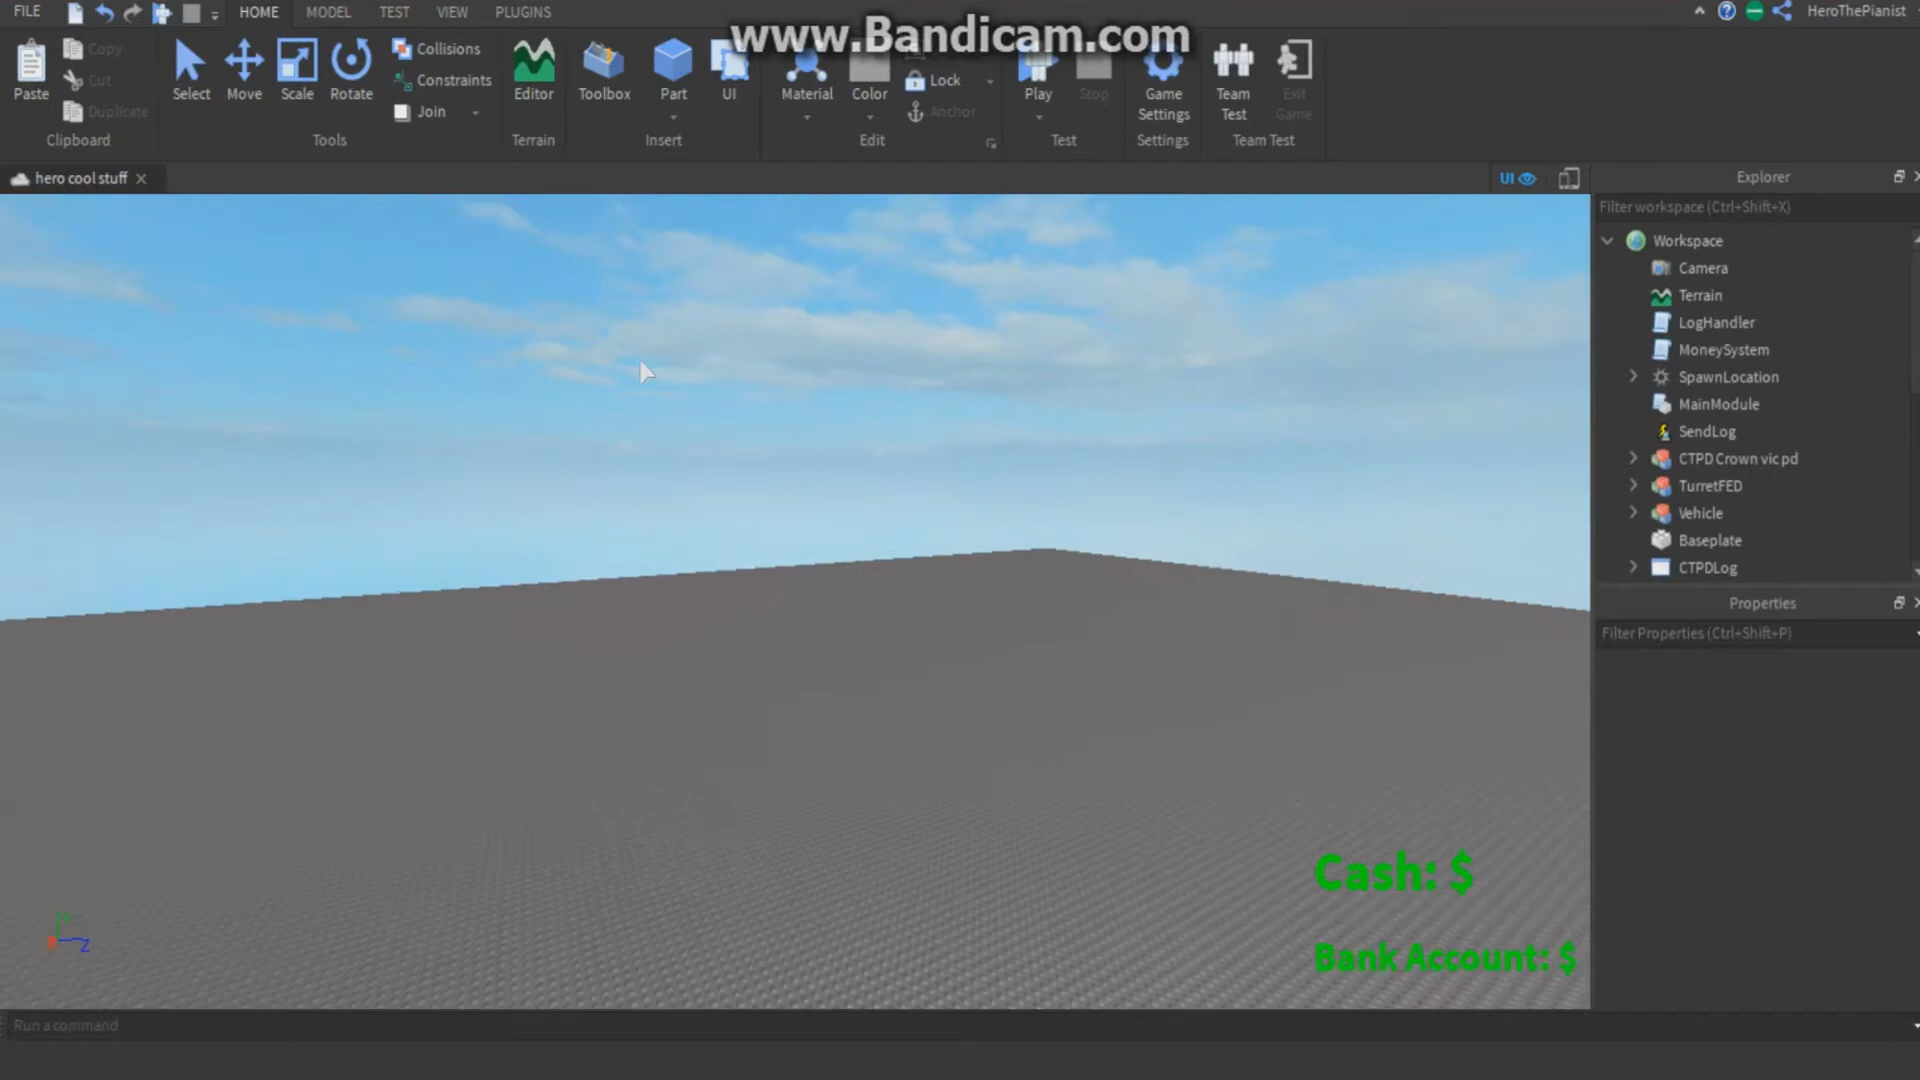 FILE HOME MODEL TEST VIEW PLUGINS HeroThePianist
www.Bandicam.com
Paste Copy Cut Duplicate
Clipboard
Select Move Scale Rotate Collisions Constraints Join
Tools
Editor
Terrain
Toolbox Part UI
Insert
Material Color Lock Anchor
Edit
Play Stop
Test
Game Settings
Settings
Team Test Exit Game
Team Test
hero cool stuff
UI
Explorer
Filter workspace (Ctrl+Shift+X)
Workspace
Camera
Terrain
LogHandler
MoneySystem
SpawnLocation
MainModule
SendLog
CTPD Crown vic pd
TurretFED
Vehicle
Baseplate
CTPDLog
Properties
Filter Properties (Ctrl+Shift+P)
Cash: $
Bank Account: $
Z
Run a command